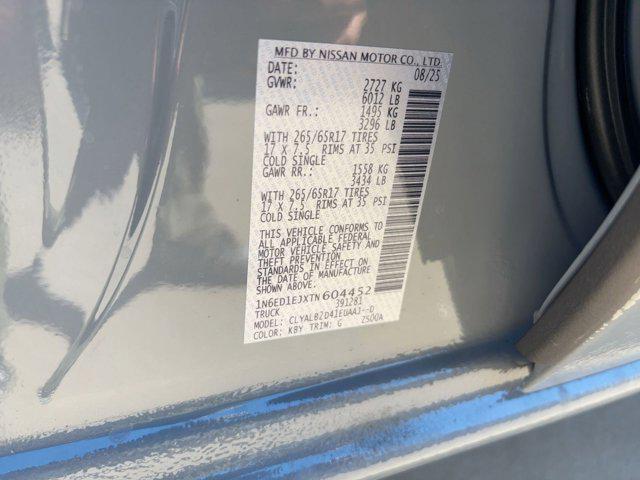 MFD BY NISSAN MOTOR CO., LTD.
DATE: 08/25
GVWR: 2727 KG
6012 LB
GAWR FR.: 1495 KG
3296 LB
WITH 265/65R17 TIRES
17 X 7.5 RIMS AT 35 PSI
COLD SINGLE
GAWR RR.: 1558 KG
3434 LB
WITH 265/65R17 TIRES
17 X 7.5 RIMS AT 35 PSI
COLD SINGLE
THIS VEHICLE CONFORMS TO
ALL APPLICABLE FEDERAL
MOTOR VEHICLE SAFETY AND
THEFT PREVENTION
STANDARDS IN EFFECT ON
THE DATE OF MANUFACTURE
SHOWN ABOVE.
1N6ED1EJXTN604452
TRUCK 391281
MODEL:
COLOR: KBY TRIM: G Z500A